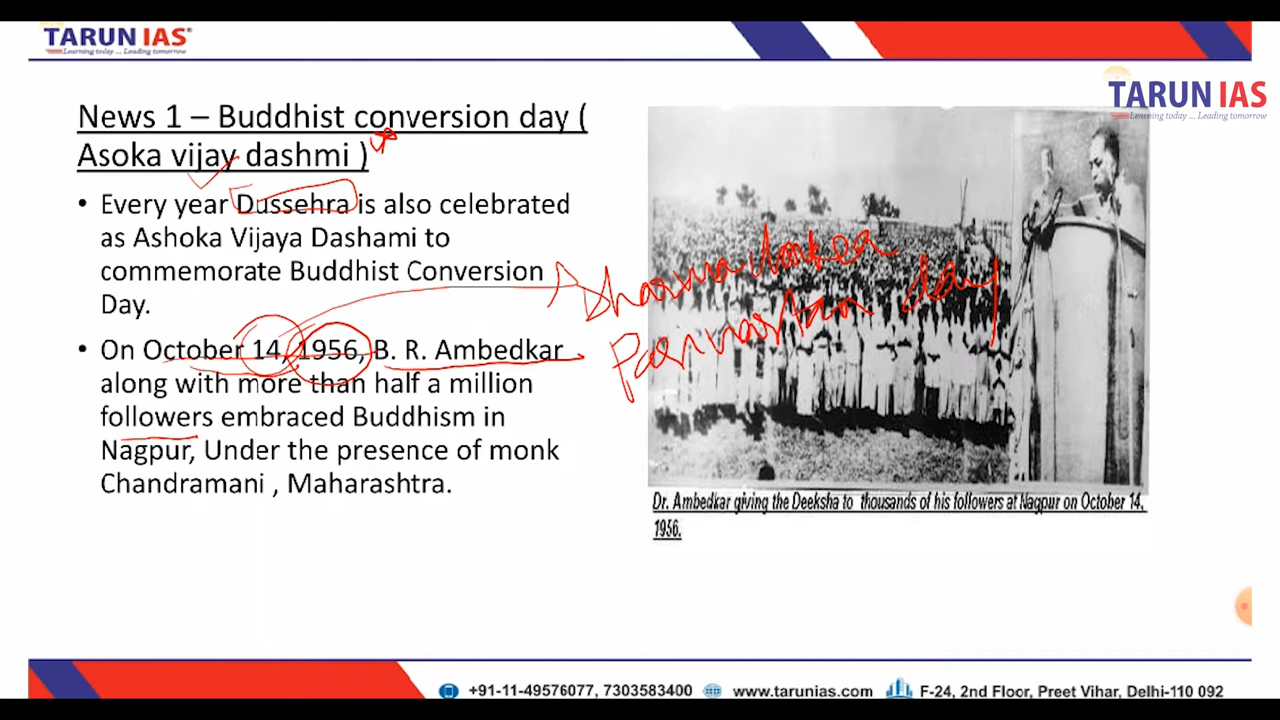 TARUN IAS
Learning today ... Leading tomorrow
TARUN IAS
Learning today ... Leading tomorrow
News 1 – Buddhist conversion day (
Asoka vijay dashmi )
• Every year Dussehra is also celebrated
as Ashoka Vijaya Dashami to
commemorate Buddhist Conversion
Day.
• On October 14, 1956, B. R. Ambedkar
along with more than half a million
followers embraced Buddhism in
Nagpur, Under the presence of monk
Chandramani , Maharashtra.
day
Dr. Ambedkar giving the Deeksha to thousands of his followers at Nagpur on October 14,
1956.
+91-11-49576077, 7303583400 www.tarunias.com F-24, 2nd Floor, Preet Vihar, Delhi-110 092